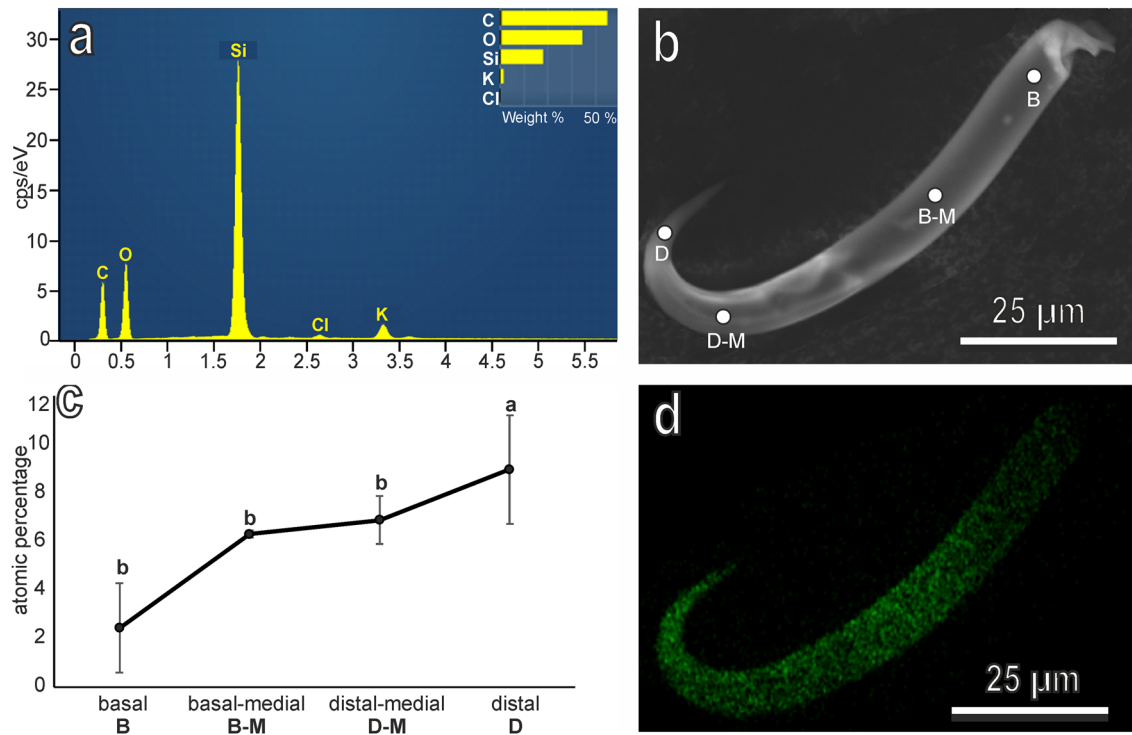 a
cps/eV
30
25
20
15
10
5
0
C
O
Si
Cl
K
0 0.5 1 1.5 2 2.5 3 3.5 4 4.5 5 5.5
C
O
Si
K
Cl
Weight % 50 %
b
B
B-M
D
D-M
25 µm
c
atomic percentage
12
10
8
6
4
2
0
b
b
b
a
basal basal-medial distal-medial distal
B B-M D-M D
d
25 µm